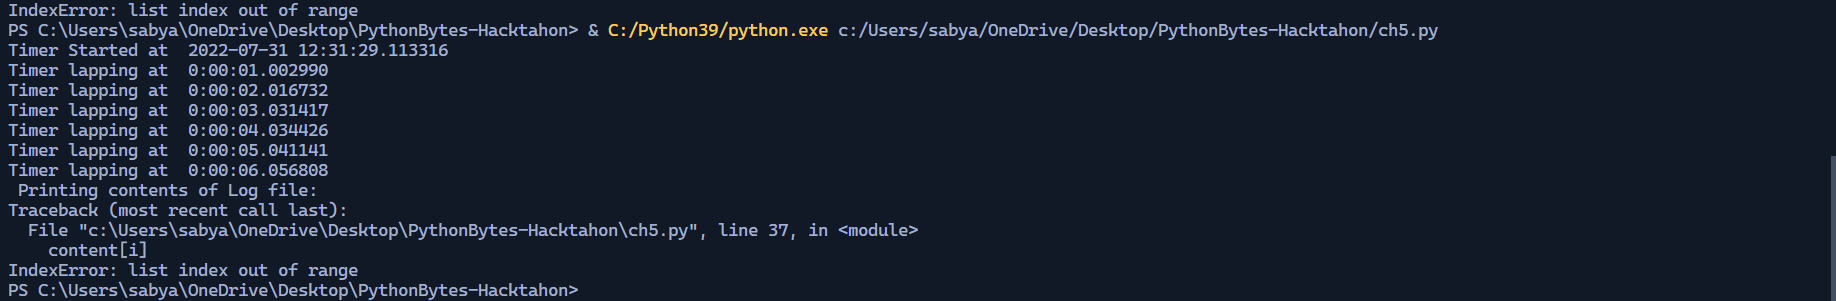 IndexError: list index out of range
PS C:\Users\sabya\OneDrive\Desktop\PythonBytes-Hacktahon> & C:/Python39/python.exe c:/Users/sabya/OneDrive/Desktop/PythonBytes-Hacktahon/ch5.py
Timer Started at  2022-07-31 12:31:29.113316
Timer lapping at  0:00:01.002990
Timer lapping at  0:00:02.016732
Timer lapping at  0:00:03.031417
Timer lapping at  0:00:04.034426
Timer lapping at  0:00:05.041141
Timer lapping at  0:00:06.056808
 Printing contents of Log file:
Traceback (most recent call last):
  File "c:\Users\sabya\OneDrive\Desktop\PythonBytes-Hacktahon\ch5.py", line 37, in <module>
    content[i]
IndexError: list index out of range
PS C:\Users\sabya\OneDrive\Desktop\PythonBytes-Hacktahon>